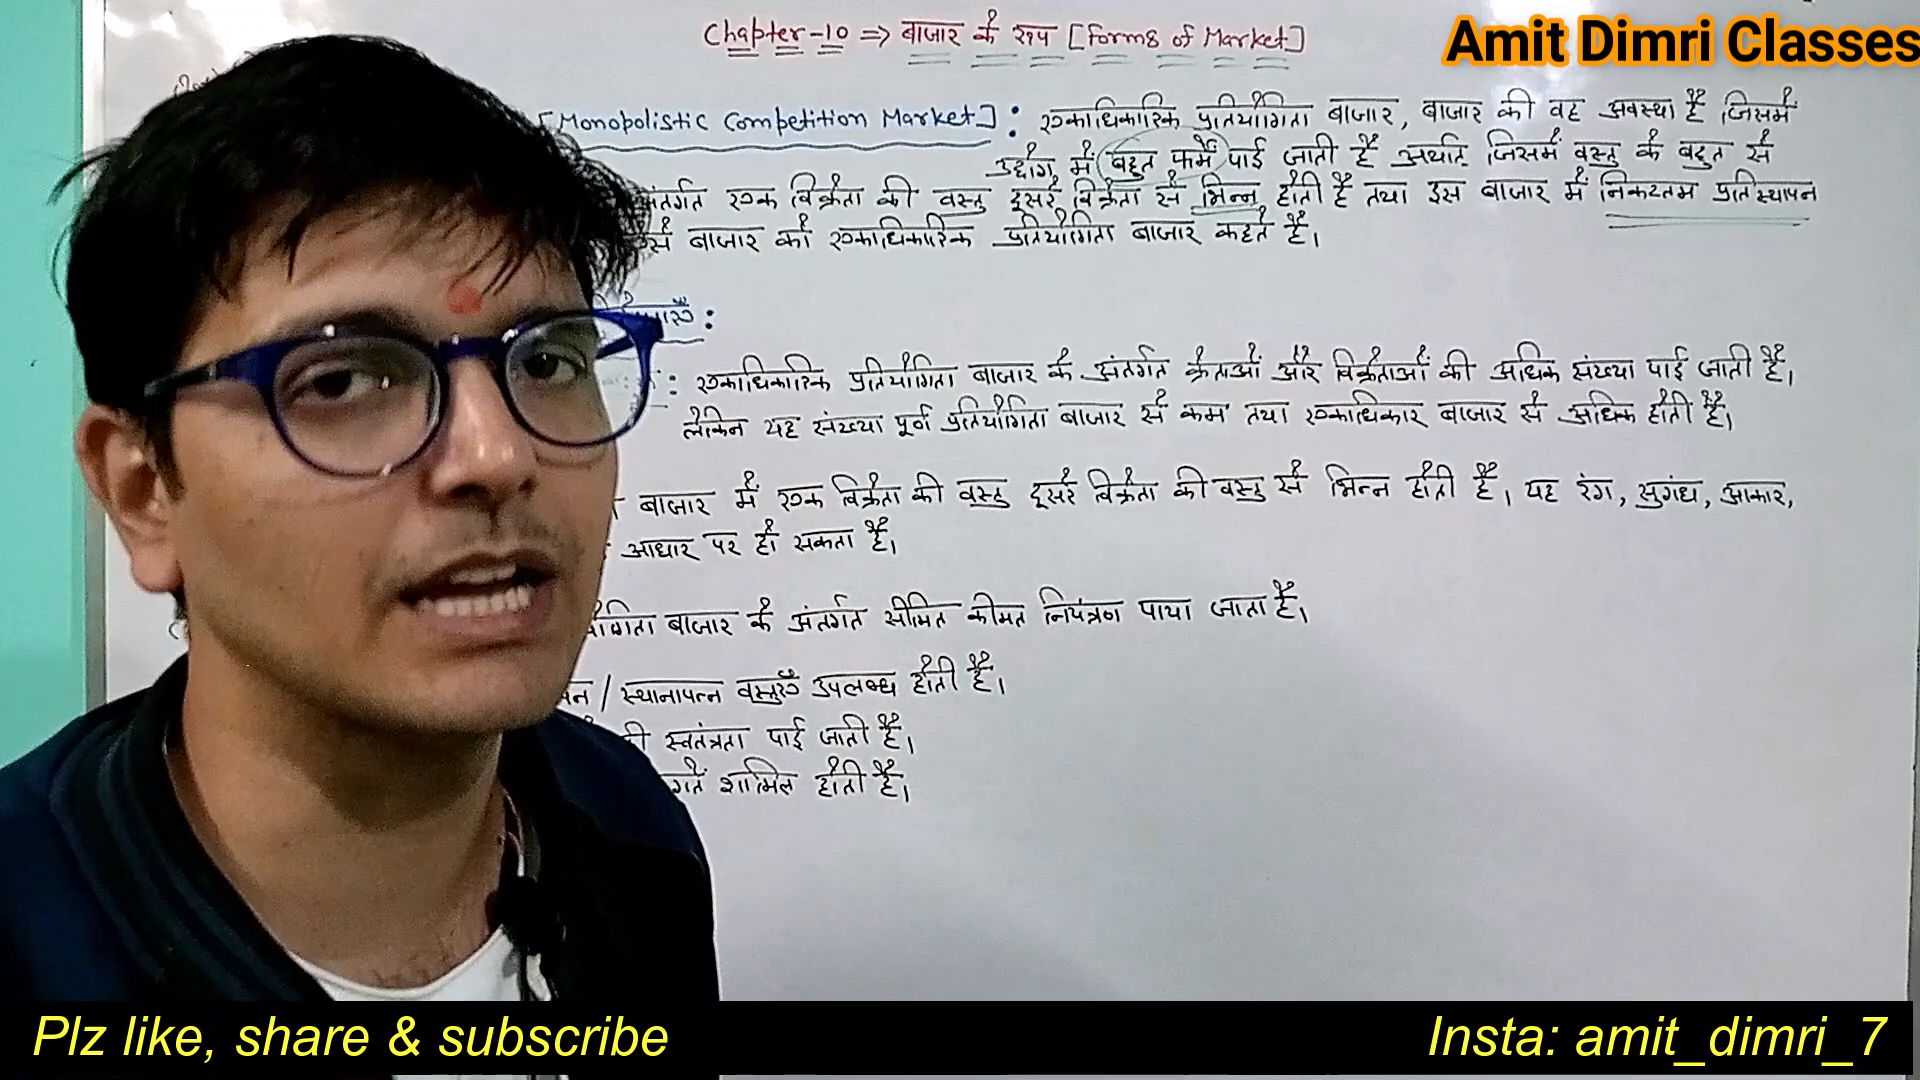 Chapter-10 => बाजार के रूप [Forms of Market]
Amit Dimri Classes
[Monopolistic Competition Market] : एकाधिकारिक प्रतियोगिता बाजार, बाजार की वह अवस्था है जिसमें
उद्योग में बहुत फर्में पाई जाती हैं अर्थात् जिसमें वस्तु के बहुत से
अंतर्गत एक विक्रेता की वस्तु दूसरे विक्रेता से भिन्न होती है तथा इस बाजार में निकटतम प्रतिस्थापन
बाजार को एकाधिकारिक प्रतियोगिता बाजार कहते हैं।
: एकाधिकारिक प्रतियोगिता बाजार के अंतर्गत क्रेताओं और विक्रेताओं की अधिक संख्या पाई जाती है।
लेकिन यह संख्या पूर्ण प्रतियोगिता बाजार से कम तथा एकाधिकार बाजार से अधिक होती है।
बाजार में एक विक्रेता की वस्तु दूसरे विक्रेता की वस्तु से भिन्न होती है। यह रंग, सुगंध, आकार,
आधार पर हो सकता है।
बाजार के अंतर्गत सीमित कीमत नियंत्रण पाया जाता है।
/ स्थानापन्न वस्तुएँ उपलब्ध होती हैं।
की स्वतंत्रता पाई जाती है।
शामिल होती हैं।
Plz like, share & subscribe
Insta: amit_dimri_7